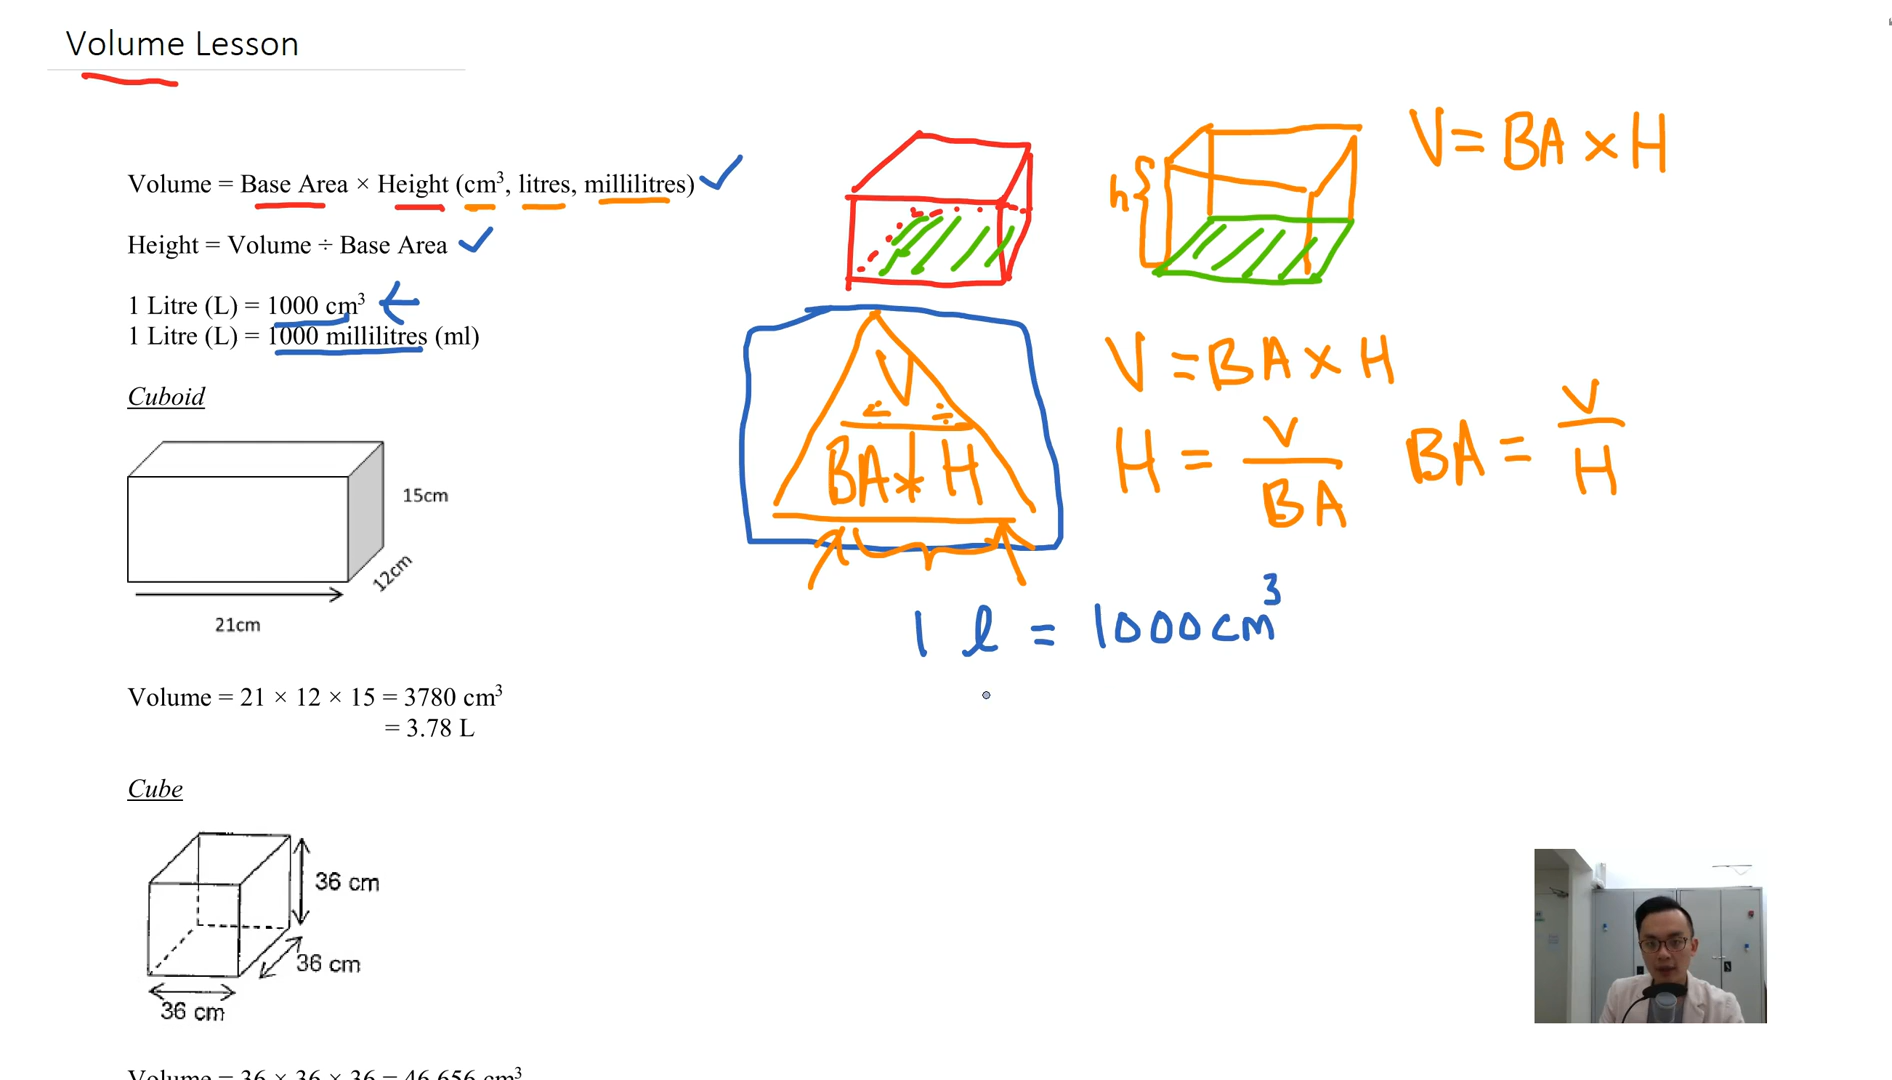 Volume Lesson
Volume = Base Area × Height (cm³, litres, millilitres)
Height = Volume ÷ Base Area
1 Litre (L) = 1000 cm³
1 Litre (L) = 1000 millilitres (ml)
Cuboid
15cm
12cm
21cm
Volume = 21 × 12 × 15 = 3780 cm³
= 3.78 L
Cube
36 cm
36 cm
36 cm
Volume = 36 × 36 × 36 = 46 656 cm³
h
V = BA × H
V
÷
BA * H
V = BA × H
H = V / BA
BA = V / H
1 l = 1000 cm³